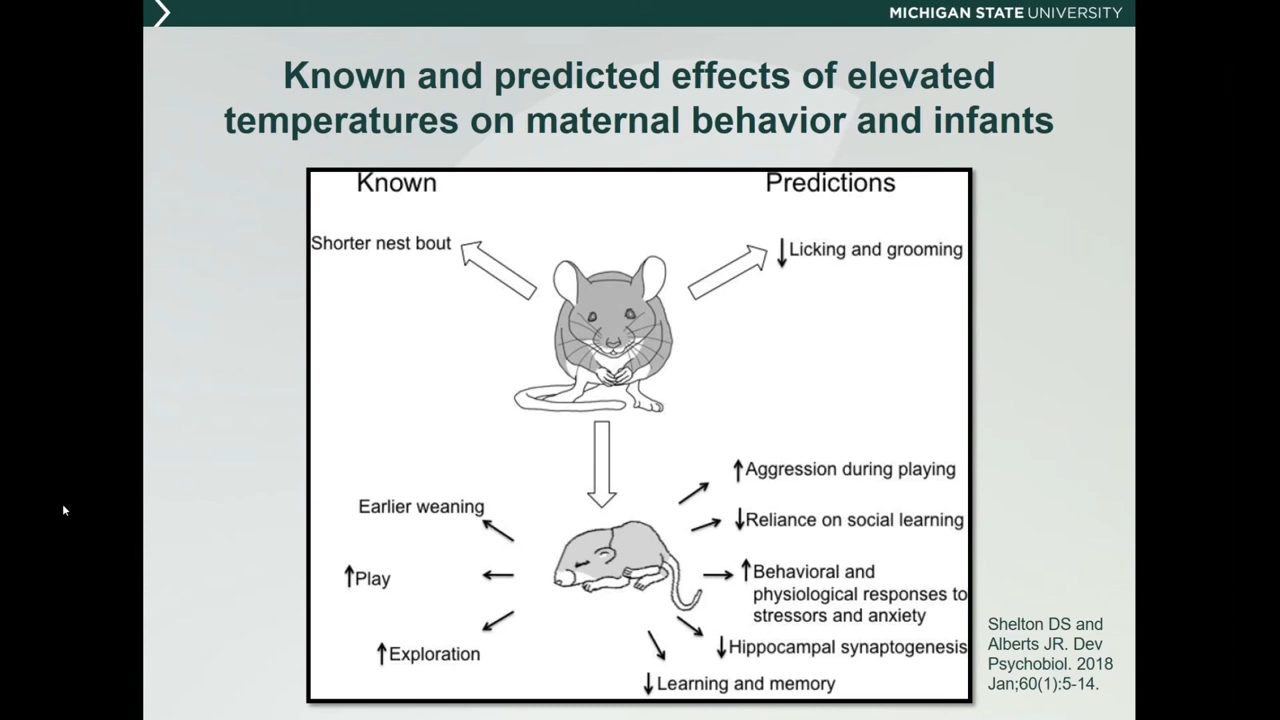 MICHIGAN STATE UNIVERSITY
Known and predicted effects of elevated
temperatures on maternal behavior and infants
Known
Predictions
Shorter nest bout
↓Licking and grooming
Earlier weaning
↑Play
↑Exploration
↑Aggression during playing
↓Reliance on social learning
↑Behavioral and
physiological responses to
stressors and anxiety
↓Hippocampal synaptogenesis
↓Learning and memory
Shelton DS and
Alberts JR. Dev
Psychobiol. 2018
Jan;60(1):5-14.